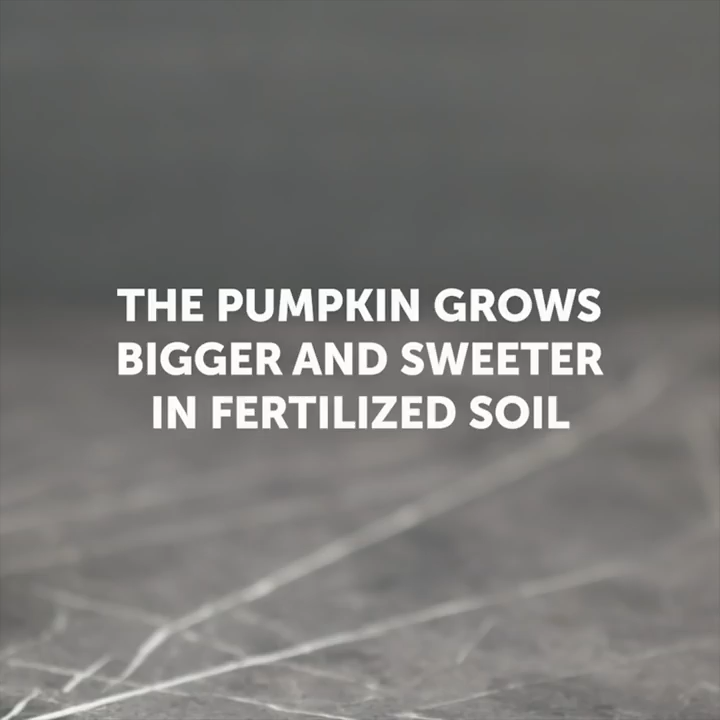 THE PUMPKIN GROWS
BIGGER AND SWEETER
IN FERTILIZED SOIL